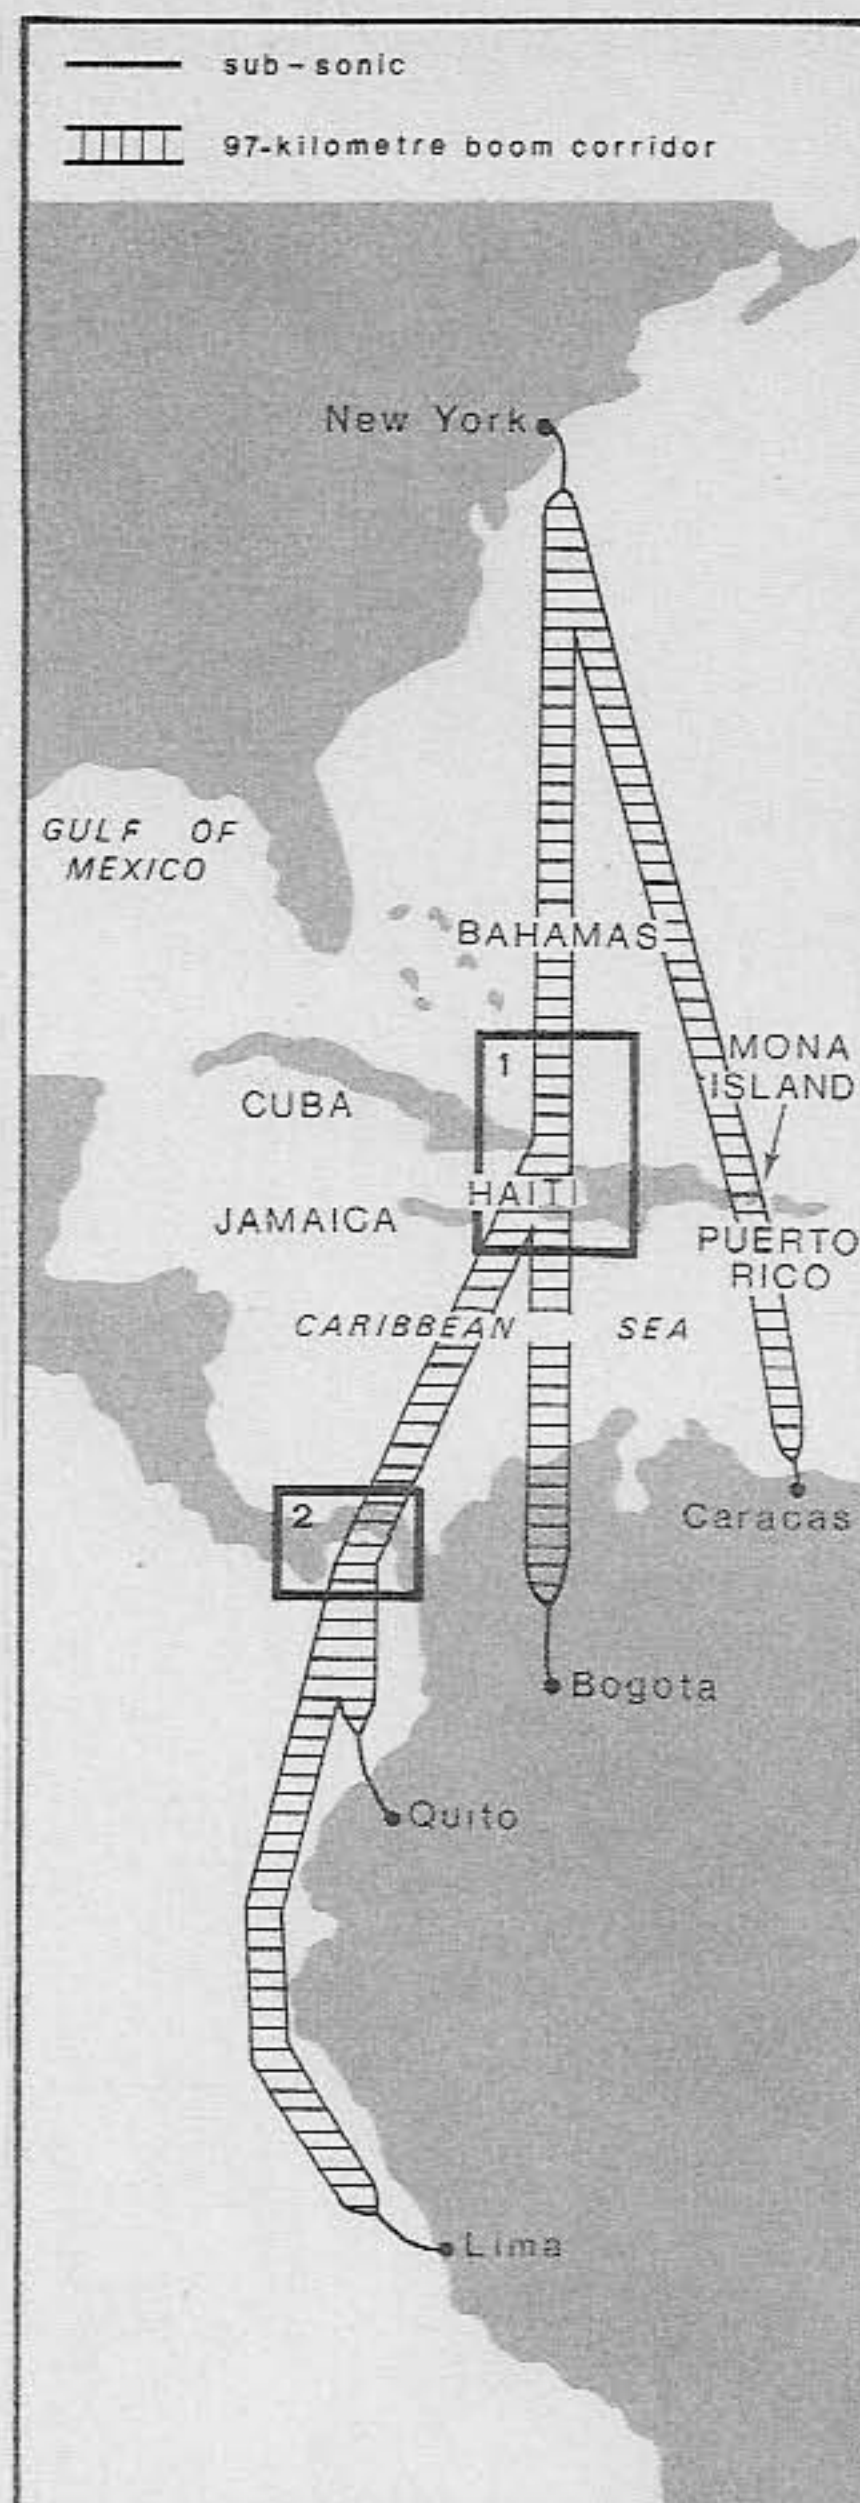 sub-sonic
97-kilometre boom corridor
New York
GULF OF
MEXICO
BAHAMAS
1
MONA
ISLAND
CUBA
HAITI
JAMAICA
PUERTO
RICO
CARIBBEAN SEA
2
Caracas
Bogota
Quito
Lima